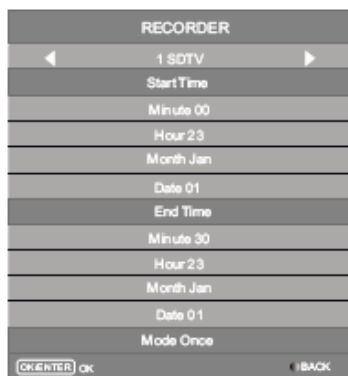 RECORDER
1 SDTV
Start Time
Minute 00
Hour 23
Month Jan
Date 01
End Time
Minute 30
Hour 23
Month Jan
Date 01
Mode Once
OK/ENTER OK BACK